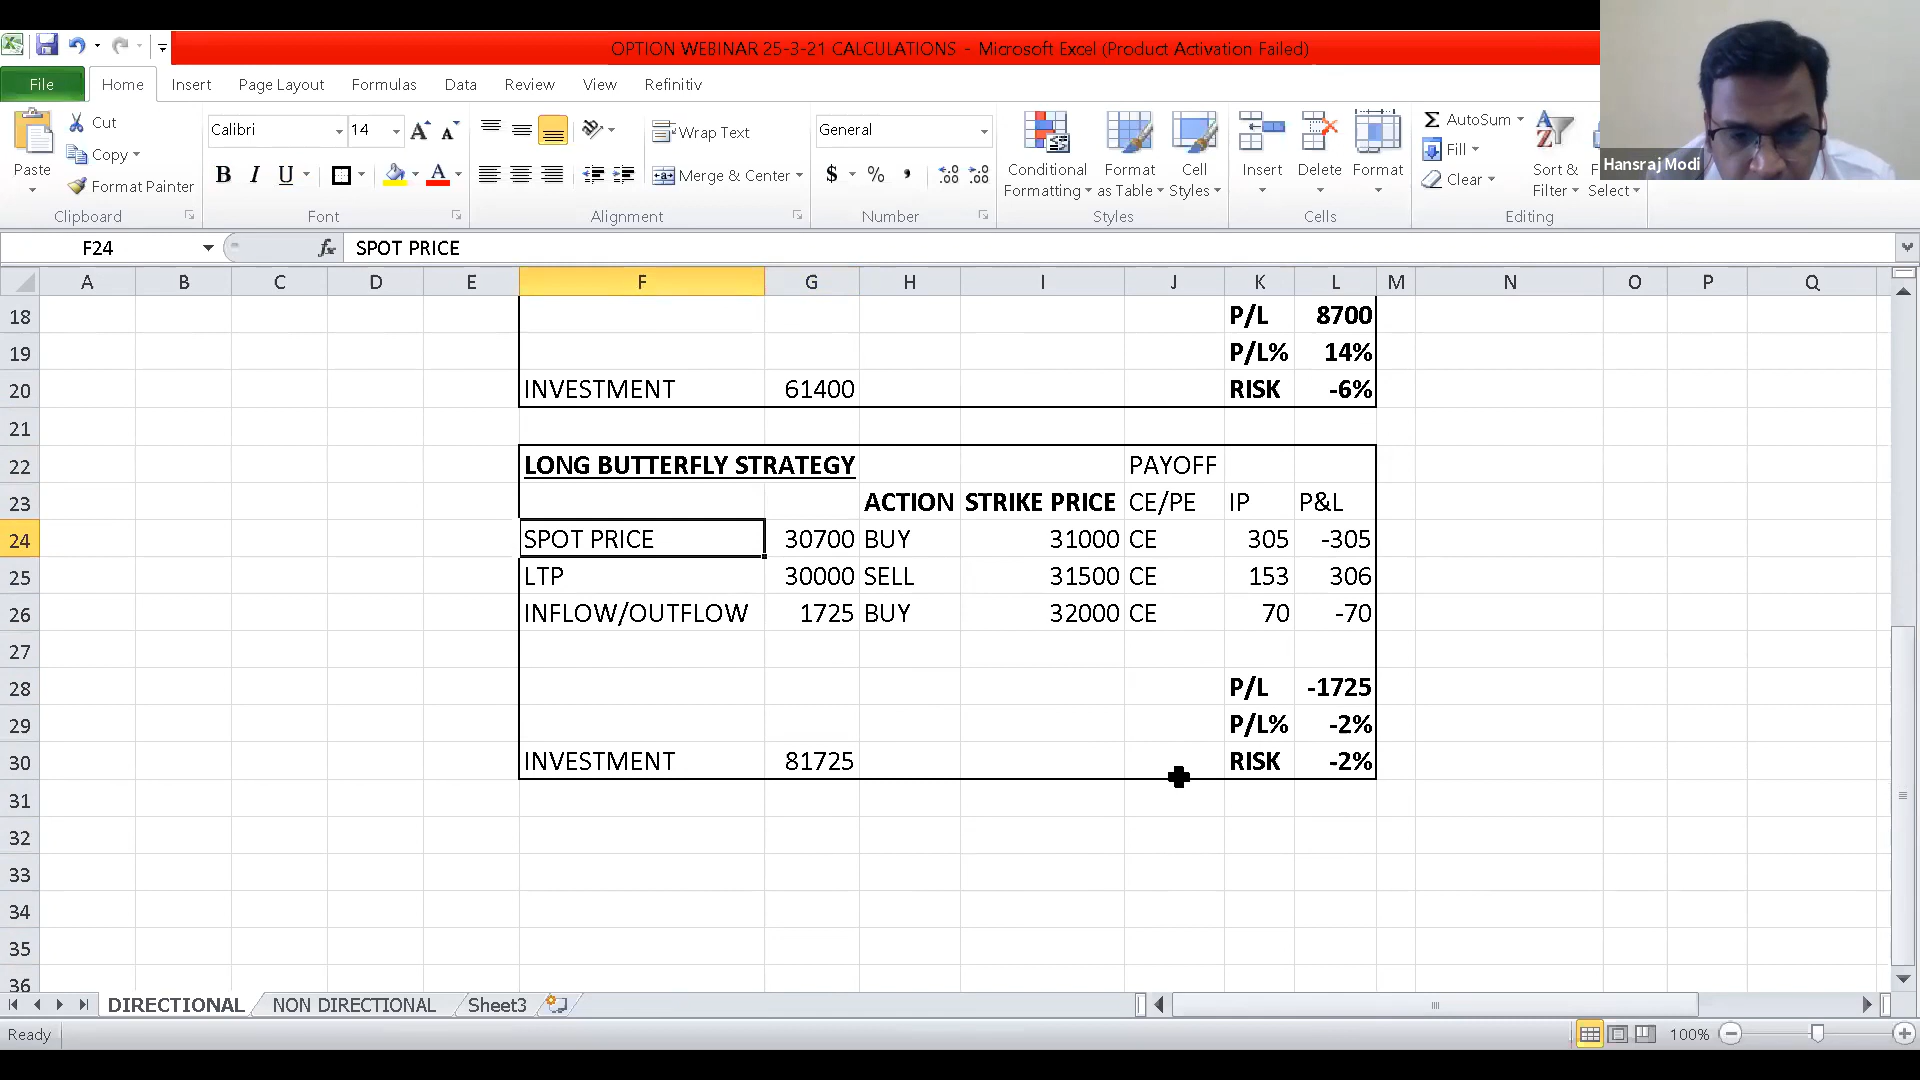 OPTION WEBINAR 25-3-21 CALCULATIONS - Microsoft Excel (Product Activation Failed)
File Home Insert Page Layout Formulas Data Review View Refinitiv
Cut
Copy
Format Painter
Paste
Clipboard
Calibri 14
B I U
Font
Wrap Text
Merge & Center
Alignment
General
$ %
Number
Conditional Formatting
Format as Table
Cell Styles
Styles
Insert Delete Format
Cells
AutoSum
Fill
Clear
Sort & Filter
Select
Editing
Hansraj Modi
F24 fx SPOT PRICE
A B C D E F G H I J K L M N O P Q
18 P/L 8700
19 P/L% 14%
20 INVESTMENT 61400 RISK -6%
21
22 LONG BUTTERFLY STRATEGY PAYOFF
23 ACTION STRIKE PRICE CE/PE IP P&L
24 SPOT PRICE 30700 BUY 31000 CE 305 -305
25 LTP 30000 SELL 31500 CE 153 306
26 INFLOW/OUTFLOW 1725 BUY 32000 CE 70 -70
27
28 P/L -1725
29 P/L% -2%
30 INVESTMENT 81725 RISK -2%
31
32
33
34
35
36
DIRECTIONAL NON DIRECTIONAL Sheet3
Ready 100%